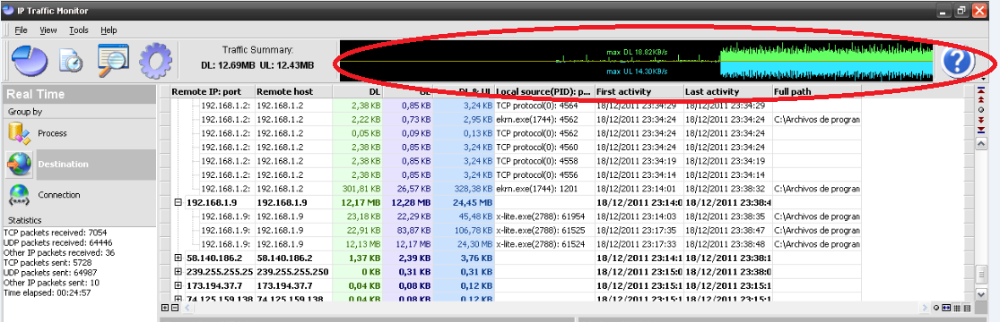 IP Traffic Monitor
File View Tools Help
Traffic Summary:
DL: 12.69MB UL: 12.43MB
max DL 18.82KB/s
max UL 14.30KB/s
?
Real Time
Group by
Process
Destination
Connection
Statistics
TCP packets received: 7054
UDP packets received: 64446
Other IP packets received: 36
TCP packets sent: 5728
UDP packets sent: 64987
Other IP packets sent: 10
Time elapsed: 00:24:57
Remote IP: port Remote host DL UL DL & UL Local source(PID): p... First activity Last activity Full path
192.168.1.2: 192.168.1.2 2,38 KB 0,85 KB 3,24 KB TCP protocol(0): 4564 18/12/2011 23:34:29 18/12/2011 23:34:29
192.168.1.2: 192.168.1.2 2,22 KB 0,73 KB 2,95 KB ekrn.exe(1744): 4562 18/12/2011 23:34:24 18/12/2011 23:34:24 C:\Archivos de progran
192.168.1.2: 192.168.1.2 0,05 KB 0,09 KB 0,13 KB TCP protocol(0): 4562 18/12/2011 23:34:24 18/12/2011 23:34:24
192.168.1.2: 192.168.1.2 2,38 KB 0,85 KB 3,24 KB TCP protocol(0): 4560 18/12/2011 23:34:24 18/12/2011 23:34:24
192.168.1.2: 192.168.1.2 2,38 KB 0,85 KB 3,24 KB TCP protocol(0): 4558 18/12/2011 23:34:19 18/12/2011 23:34:19
192.168.1.2: 192.168.1.2 2,38 KB 0,85 KB 3,24 KB TCP protocol(0): 4556 18/12/2011 23:34:14 18/12/2011 23:34:14
192.168.1.2: 192.168.1.2 301,81 KB 26,57 KB 328,38 KB ekrn.exe(1744): 1201 18/12/2011 23:14:01 18/12/2011 23:38:32 C:\Archivos de progran
192.168.1.9 192.168.1.9 12,17 MB 12,28 MB 24,45 MB 18/12/2011 23:14:0 18/12/2011 23:38:4
192.168.1.9: 192.168.1.9 23,18 KB 22,29 KB 45,48 KB x-lite.exe(2788): 61954 18/12/2011 23:14:03 18/12/2011 23:38:35 C:\Archivos de progran
192.168.1.9: 192.168.1.9 22,91 KB 83,87 KB 106,78 KB x-lite.exe(2788): 61525 18/12/2011 23:17:35 18/12/2011 23:38:47 C:\Archivos de progran
192.168.1.9: 192.168.1.9 12,13 MB 12,17 MB 24,30 MB x-lite.exe(2788): 61524 18/12/2011 23:17:33 18/12/2011 23:38:48 C:\Archivos de progran
58.140.186.2 58.140.186.2 1,37 KB 2,39 KB 3,76 KB 18/12/2011 23:14:1 18/12/2011 23:38:1
239.255.255.25 239.255.255.250 0 KB 0,31 KB 0,31 KB 18/12/2011 23:15:0 18/12/2011 23:38:0
173.194.37.7 173.194.37.7 0,04 KB 0,08 KB 0,12 KB 18/12/2011 23:15:1 18/12/2011 23:15:1
74.125.159.138 74.125.159.138 0,04 KB 0,08 KB 0,12 KB 18/12/2011 23:15:1 18/12/2011 23:15:1